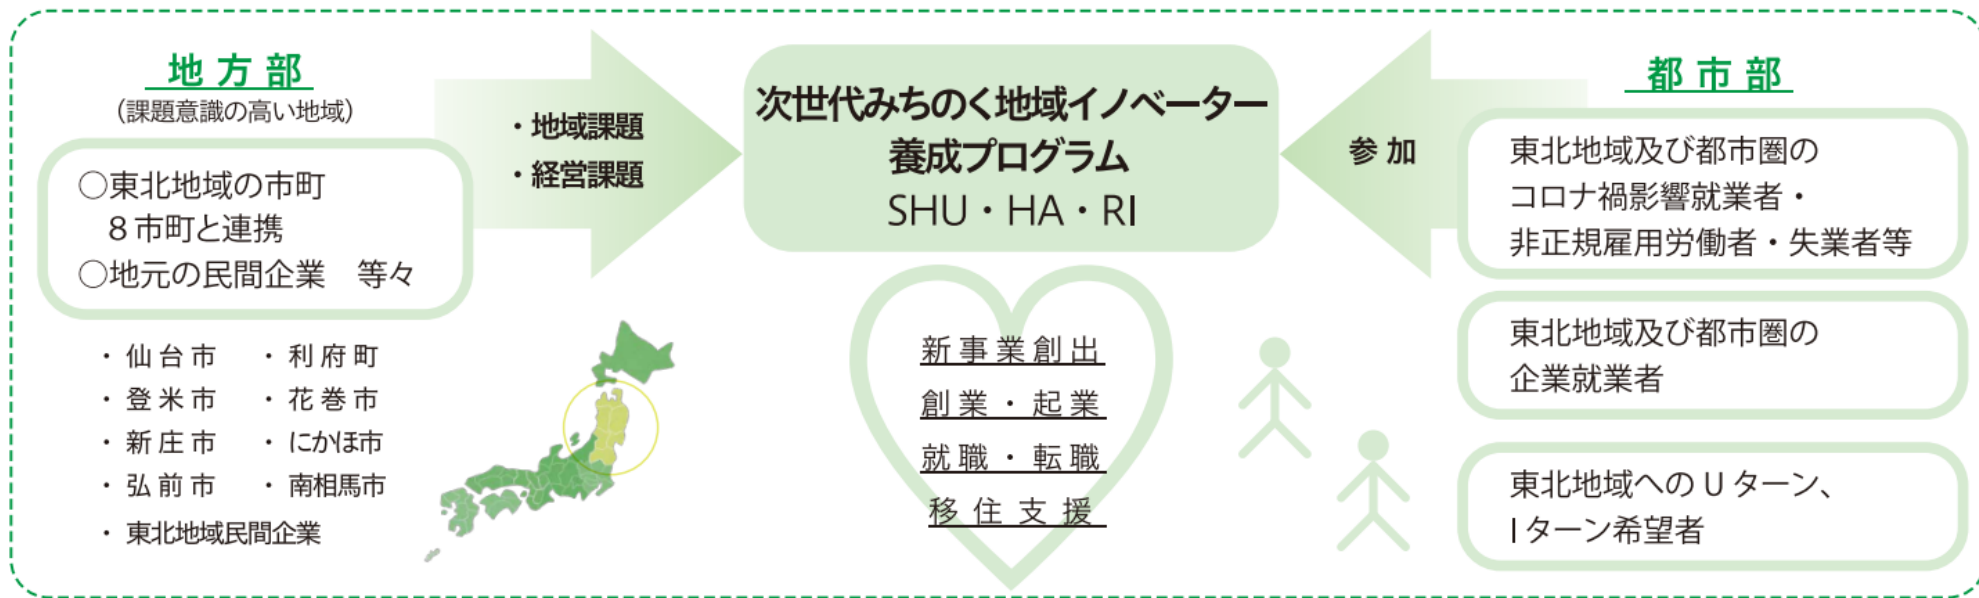 地方部
(課題意識の高い地域)
○東北地域の市町
8市町と連携
○地元の民間企業　等々
・仙台市　・利府町
・登米市　・花巻市
・新庄市　・にかほ市
・弘前市　・南相馬市
・東北地域民間企業
・地域課題
・経営課題
次世代みちのく地域イノベーター
養成プログラム
SHU・HA・RI
新事業創出
創業・起業
就職・転職
移住支援
参加
都市部
東北地域及び都市圏の
コロナ禍影響就業者・
非正規雇用労働者・失業者等
東北地域及び都市圏の
企業就業者
東北地域へのUターン、
Iターン希望者